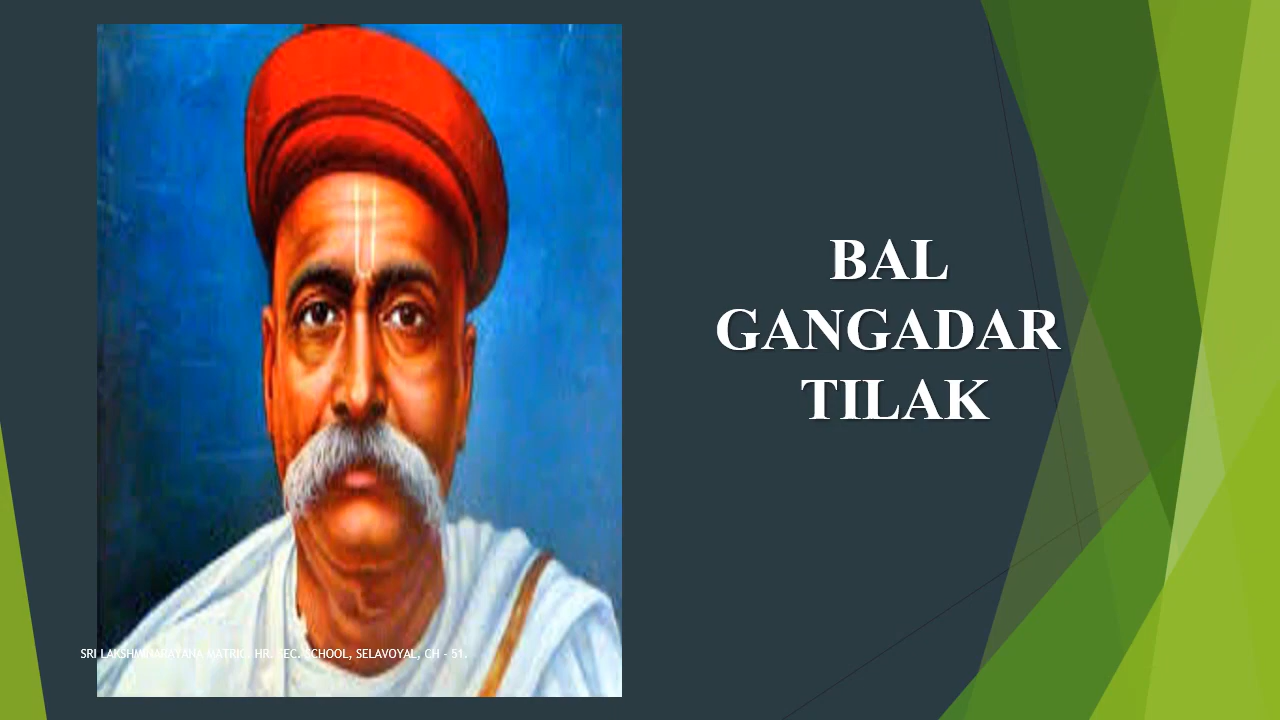 BAL
GANGADAR
TILAK
SRI LAKSHMINARAYANA MATRIC. HR. SEC. SCHOOL, SELAVOYAL, CH - 51.